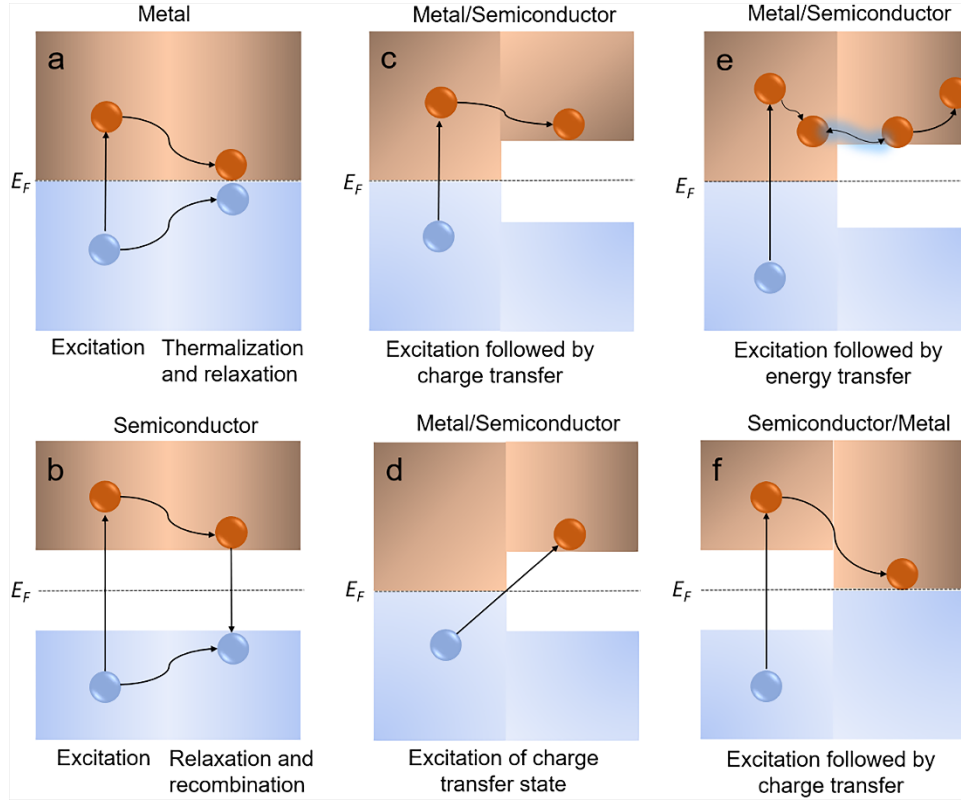 Metal
a
E_F
Excitation
Thermalization
and relaxation
Metal/Semiconductor
c
Excitation followed by
charge transfer
Metal/Semiconductor
e
E_F
Excitation followed by
energy transfer
Semiconductor
b
E_F
Excitation
Relaxation and
recombination
Metal/Semiconductor
d
E_F
Excitation of charge
transfer state
Semiconductor/Metal
f
E_F
Excitation followed by
charge transfer